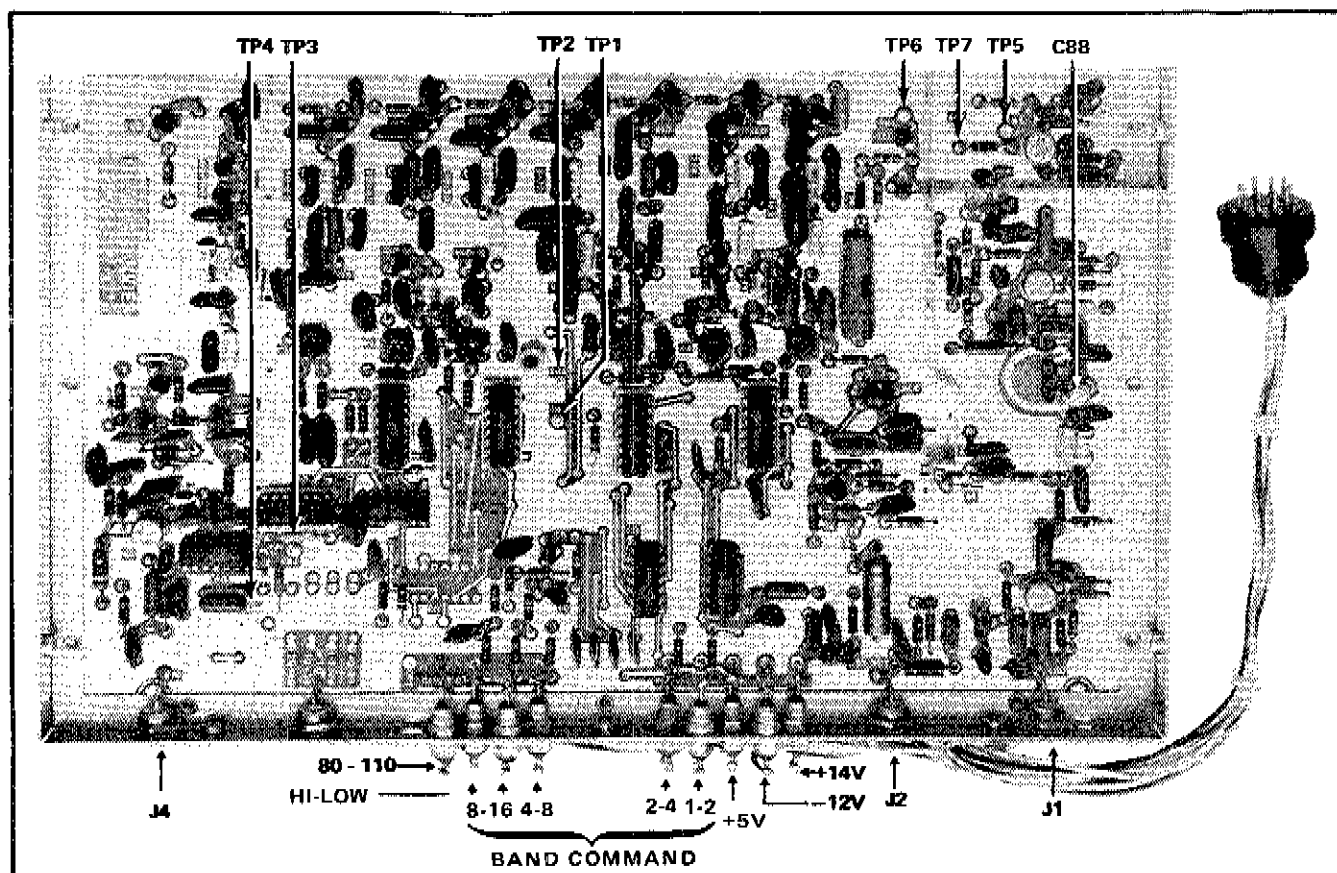 TP4 TP3 TP2 TP1 TP6 TP7 TP5 C88
80 - 110
HI-LOW
J4
8-16 4-8
2-4 1-2
+5V
+14V
-12V
J2
J1
BAND COMMAND